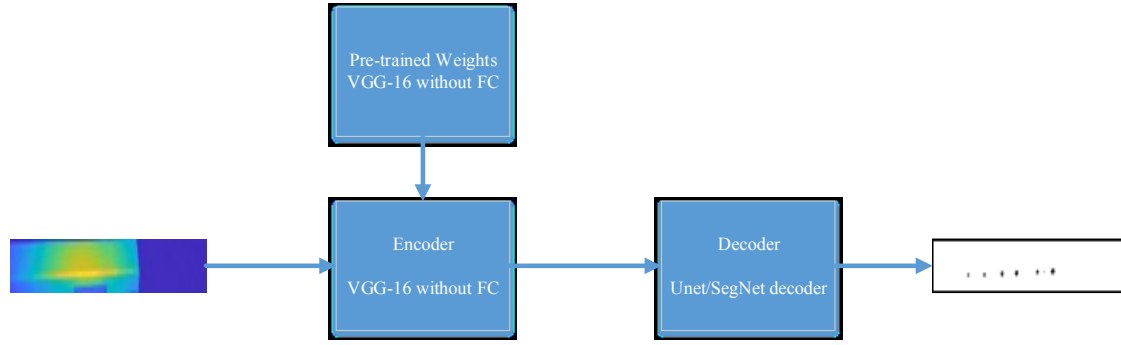 Pre-trained Weights
VGG-16 without FC
Encoder
VGG-16 without FC
Decoder
Unet/SegNet decoder